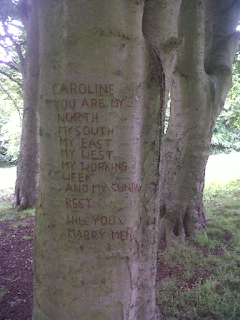 CAROLINE
YOU ARE MY
NORTH
MY SOUTH
MY EAST
MY WEST
MY WORKING
WEEK
AND MY SUNDAY
REST
WILL YOU
MARRY ME